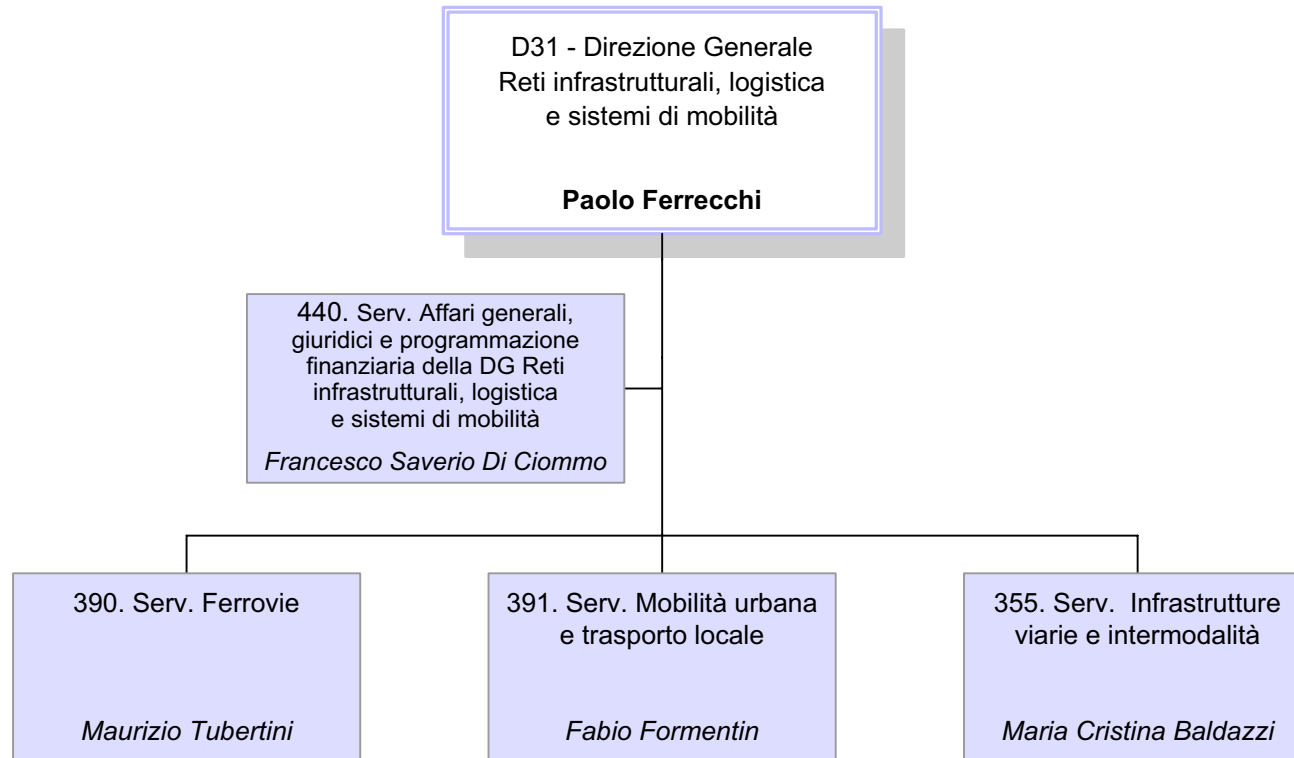 D31 - Direzione Generale
Reti infrastrutturali, logistica
e sistemi di mobilità
Paolo Ferrecchi
440. Serv. Affari generali,
giuridici e programmazione
finanziaria della DG Reti
infrastrutturali, logistica
e sistemi di mobilità
Francesco Saverio Di Ciommo
390. Serv. Ferrovie
Maurizio Tubertini
391. Serv. Mobilità urbana
e trasporto locale
Fabio Formentin
355. Serv.  Infrastrutture
viarie e intermodalità
Maria Cristina Baldazzi